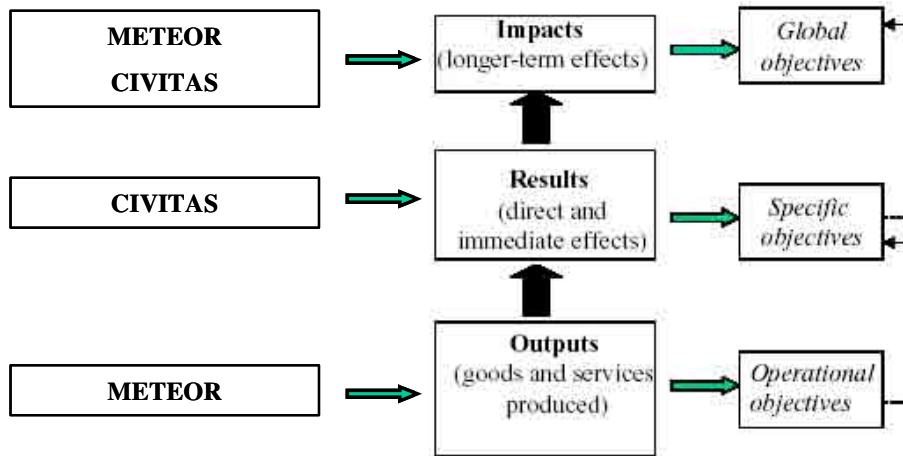 METEOR
CIVITAS
Impacts
(longer-term effects)
Global
objectives
CIVITAS
Results
(direct and
immediate effects)
Specific
objectives
METEOR
Outputs
(goods and services
produced)
Operational
objectives